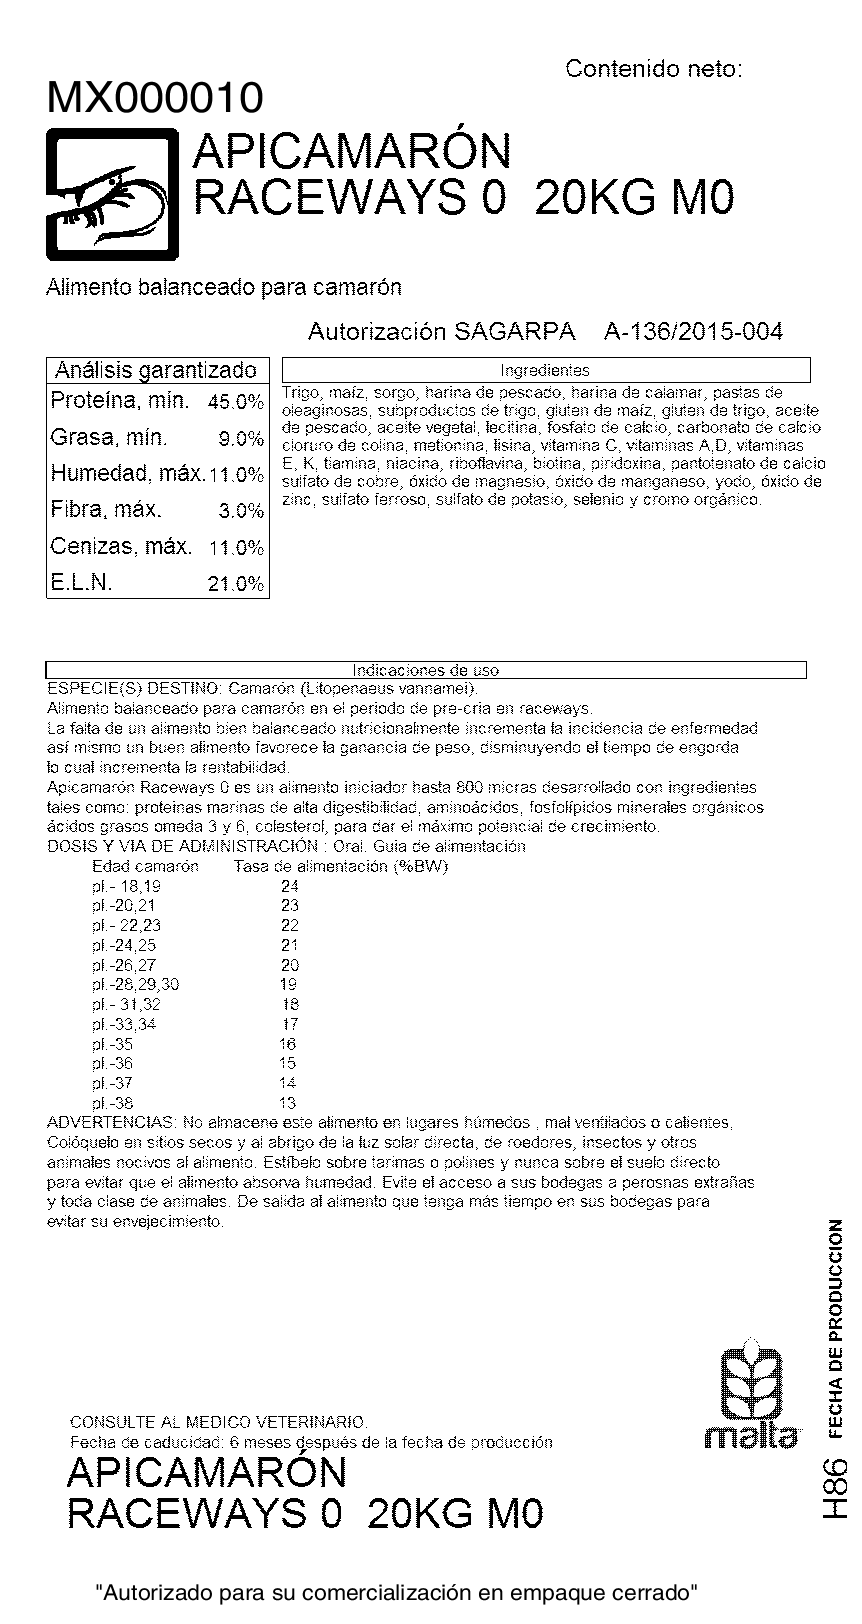 Contenido neto:
MX000010
APICAMARÓN
RACEWAYS 0  20KG M0
Alimento balanceado para camarón
Autorización SAGARPA    A-136/2015-004
Análisis garantizado
Proteína, mín.  45.0%
Grasa, mín.  9.0%
Humedad, máx. 11.0%
Fibra, máx.  3.0%
Cenizas, máx.  11.0%
E.L.N.  21.0%
Ingredientes
Trigo, maíz, sorgo, harina de pescado, harina de calamar, pastas de
oleaginosas, subproductos de trigo, gluten de maíz, gluten de trigo, aceite
de pescado, aceite vegetal, lecitina, fosfato de calcio, carbonato de calcio
cloruro de colina, metionina, lisina, vitamina C, vitaminas A,D, vitaminas
E, K, tiamina, niacina, riboflavina, biotina, piridoxina, pantotenato de calcio
sulfato de cobre, óxido de magnesio, óxido de manganeso, yodo, óxido de
zinc, sulfato ferroso, sulfato de potasio, selenio y cromo orgánico.
Indicaciones de uso
ESPECIE(S) DESTINO: Camarón (Litopenaeus vannamei).
Alimento balanceado para camarón en el periodo de pre-cria en raceways.
La falta de un alimento bien balanceado nutricionalmente incrementa la incidencia de enfermedad
así mismo un buen alimento favorece la ganancia de peso, disminuyendo el tiempo de engorda
lo cual incrementa la rentabilidad.
Apicamarón Raceways 0 es un alimento iniciador hasta 800 micras desarrollado con ingredientes
tales como: proteinas marinas de alta digestibilidad, aminoácidos, fosfolípidos minerales orgánicos
ácidos grasos omeda 3 y 6, colesterol, para dar el máximo potencial de crecimiento.
DOSIS Y VIA DE ADMINISTRACIÓN : Oral. Guia de alimentación
Edad camarón  Tasa de alimentación (%BW)
pl.- 18,19  24
pl.-20,21  23
pl.- 22,23  22
pl.-24,25  21
pl.-26,27  20
pl.-28,29,30  19
pl.- 31,32  18
pl.-33,34  17
pl.-35  16
pl.-36  15
pl.-37  14
pl.-38  13
ADVERTENCIAS: No almacene este alimento en lugares húmedos , mal ventilados o calientes,
Colóquelo en sitios secos y al abrigo de la luz solar directa, de roedores, insectos y otros
animales nocivos al alimento. Estíbelo sobre tarimas o polines y nunca sobre el suelo directo
para evitar que el alimento absorva humedad. Evite el acceso a sus bodegas a perosnas extrañas
y toda clase de animales. De salida al alimento que tenga más tiempo en sus bodegas para
evitar su envejecimiento.
FECHA DE PRODUCCION
H86
malta
CONSULTE AL MEDICO VETERINARIO.
Fecha de caducidad: 6 meses después de la fecha de producción
APICAMARÓN
RACEWAYS 0  20KG M0
"Autorizado para su comercialización en empaque cerrado"